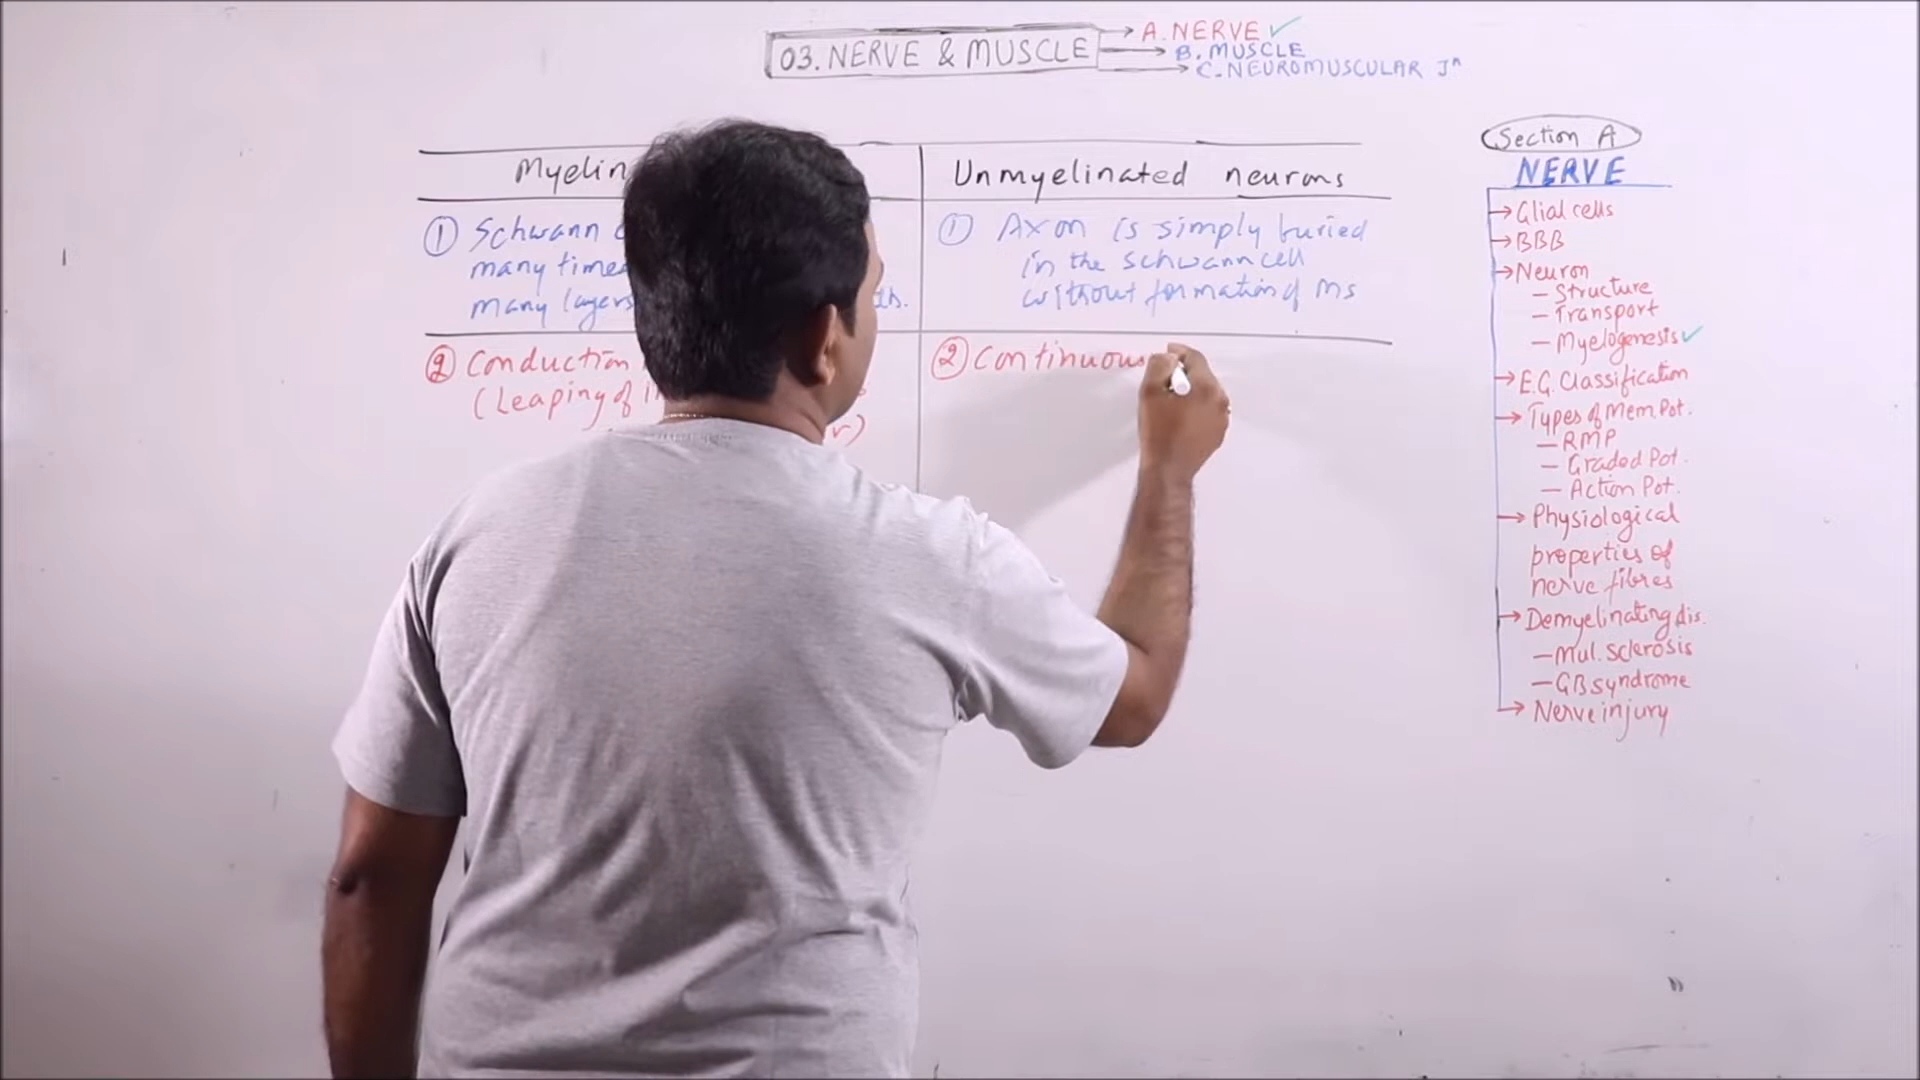 03. NERVE & MUSCLE
A. NERVE ✓
B. MUSCLE
C. NEUROMUSCULAR Jn
Myelin
Unmyelinated neurons
① Schwann
many times
many layers
① Axon is simply buried
in the schwann cell
without formation of MS
② Conduction
(Leaping of
② Continuous
Section A
NERVE
→ Glial cells
→ BBB
→ Neuron
— Structure
— Transport
— Myelogenesis ✓
→ E.G. Classification
→ Types of Mem Pot.
— RMP
— Graded Pot.
— Action Pot.
→ Physiological
properties of
nerve fibres
→ Demyelinating dis.
— Mul. sclerosis
— GB syndrome
→ Nerve injury